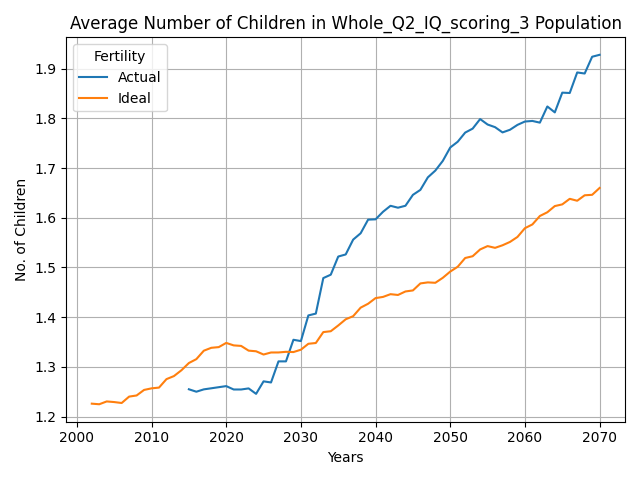 Average Number of Children in Whole_Q2_IQ_scoring_3 Population
Fertility
Actual
Ideal
No. of Children
1.9
1.8
1.7
1.6
1.5
1.4
1.3
1.2
2000 2010 2020 2030 2040 2050 2060 2070
Years